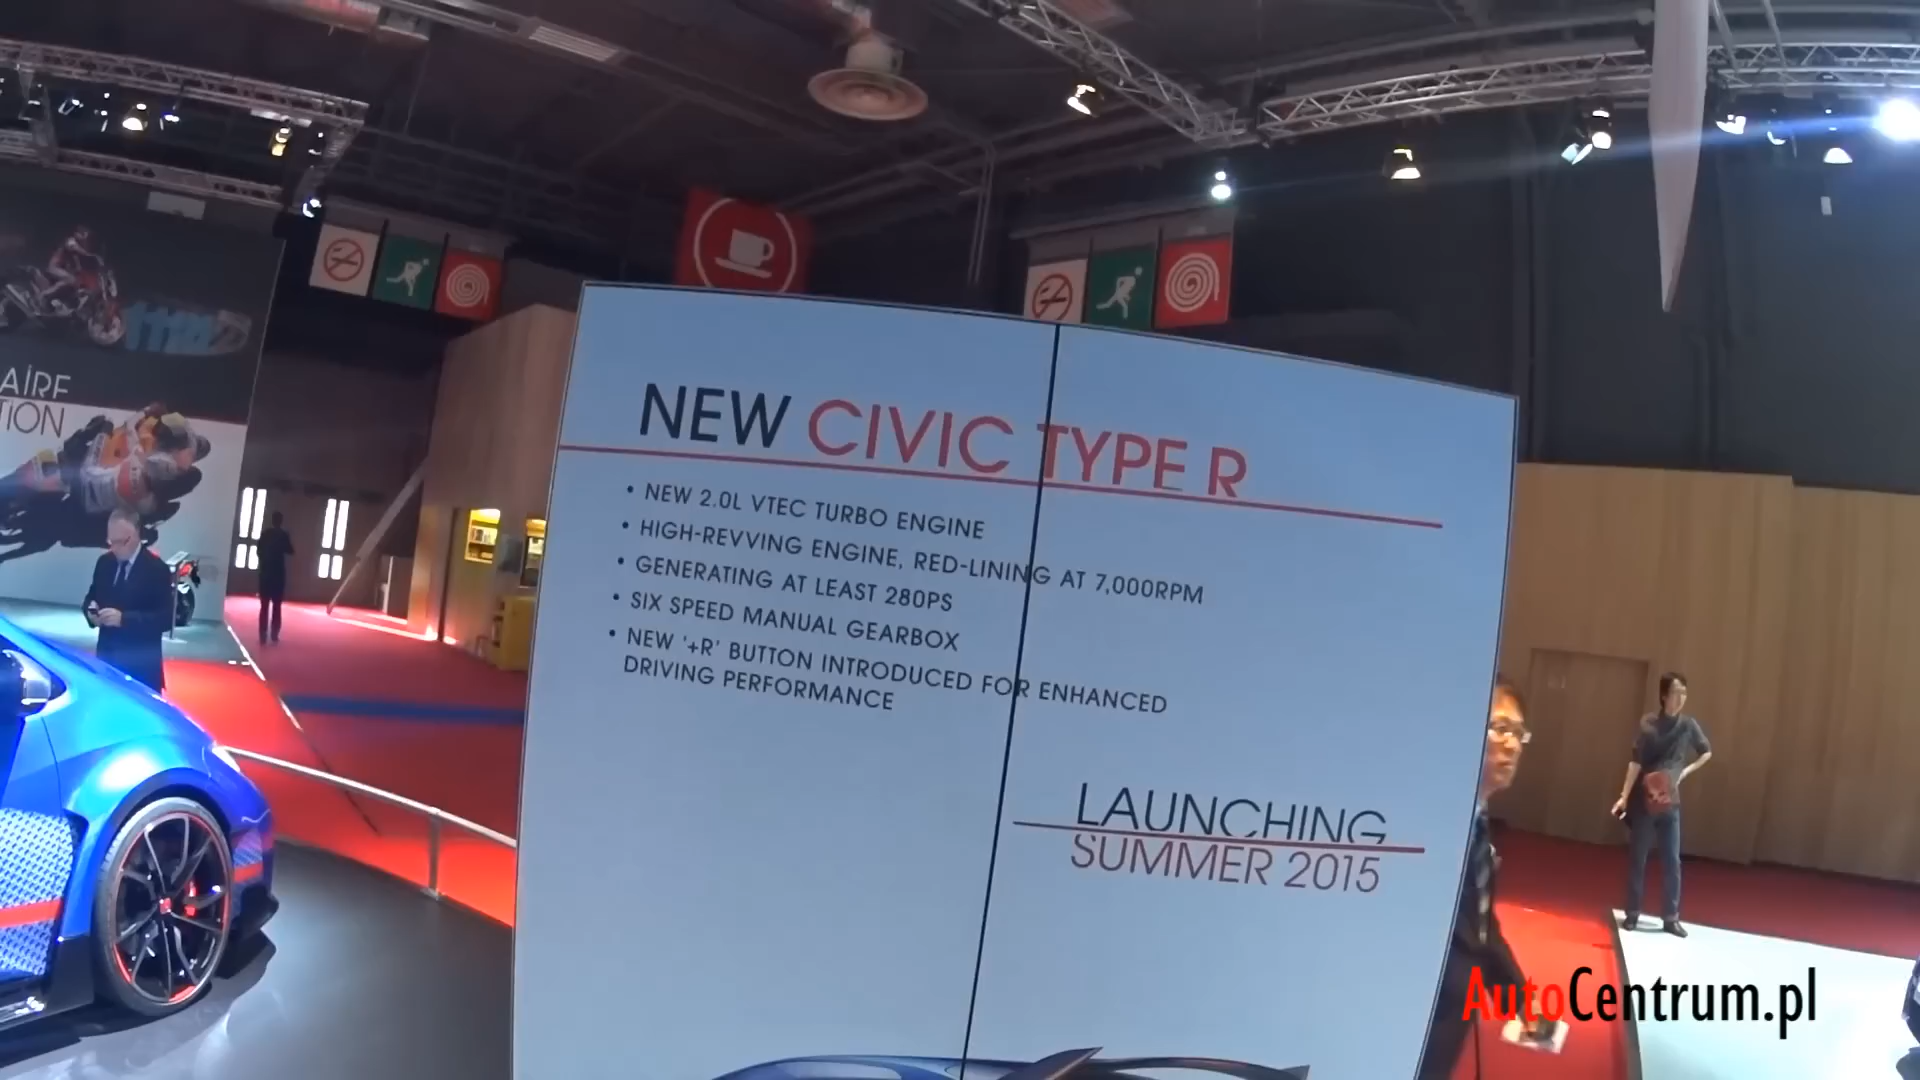 AIRE
TION
NEW CIVIC TYPE R
• NEW 2.0L VTEC TURBO ENGINE
• HIGH-REVVING ENGINE, RED-LINING AT 7,000RPM
• GENERATING AT LEAST 280PS
• SIX SPEED MANUAL GEARBOX
• NEW '+R' BUTTON INTRODUCED FOR ENHANCED
DRIVING PERFORMANCE
LAUNCHING
SUMMER 2015
AutoCentrum.pl